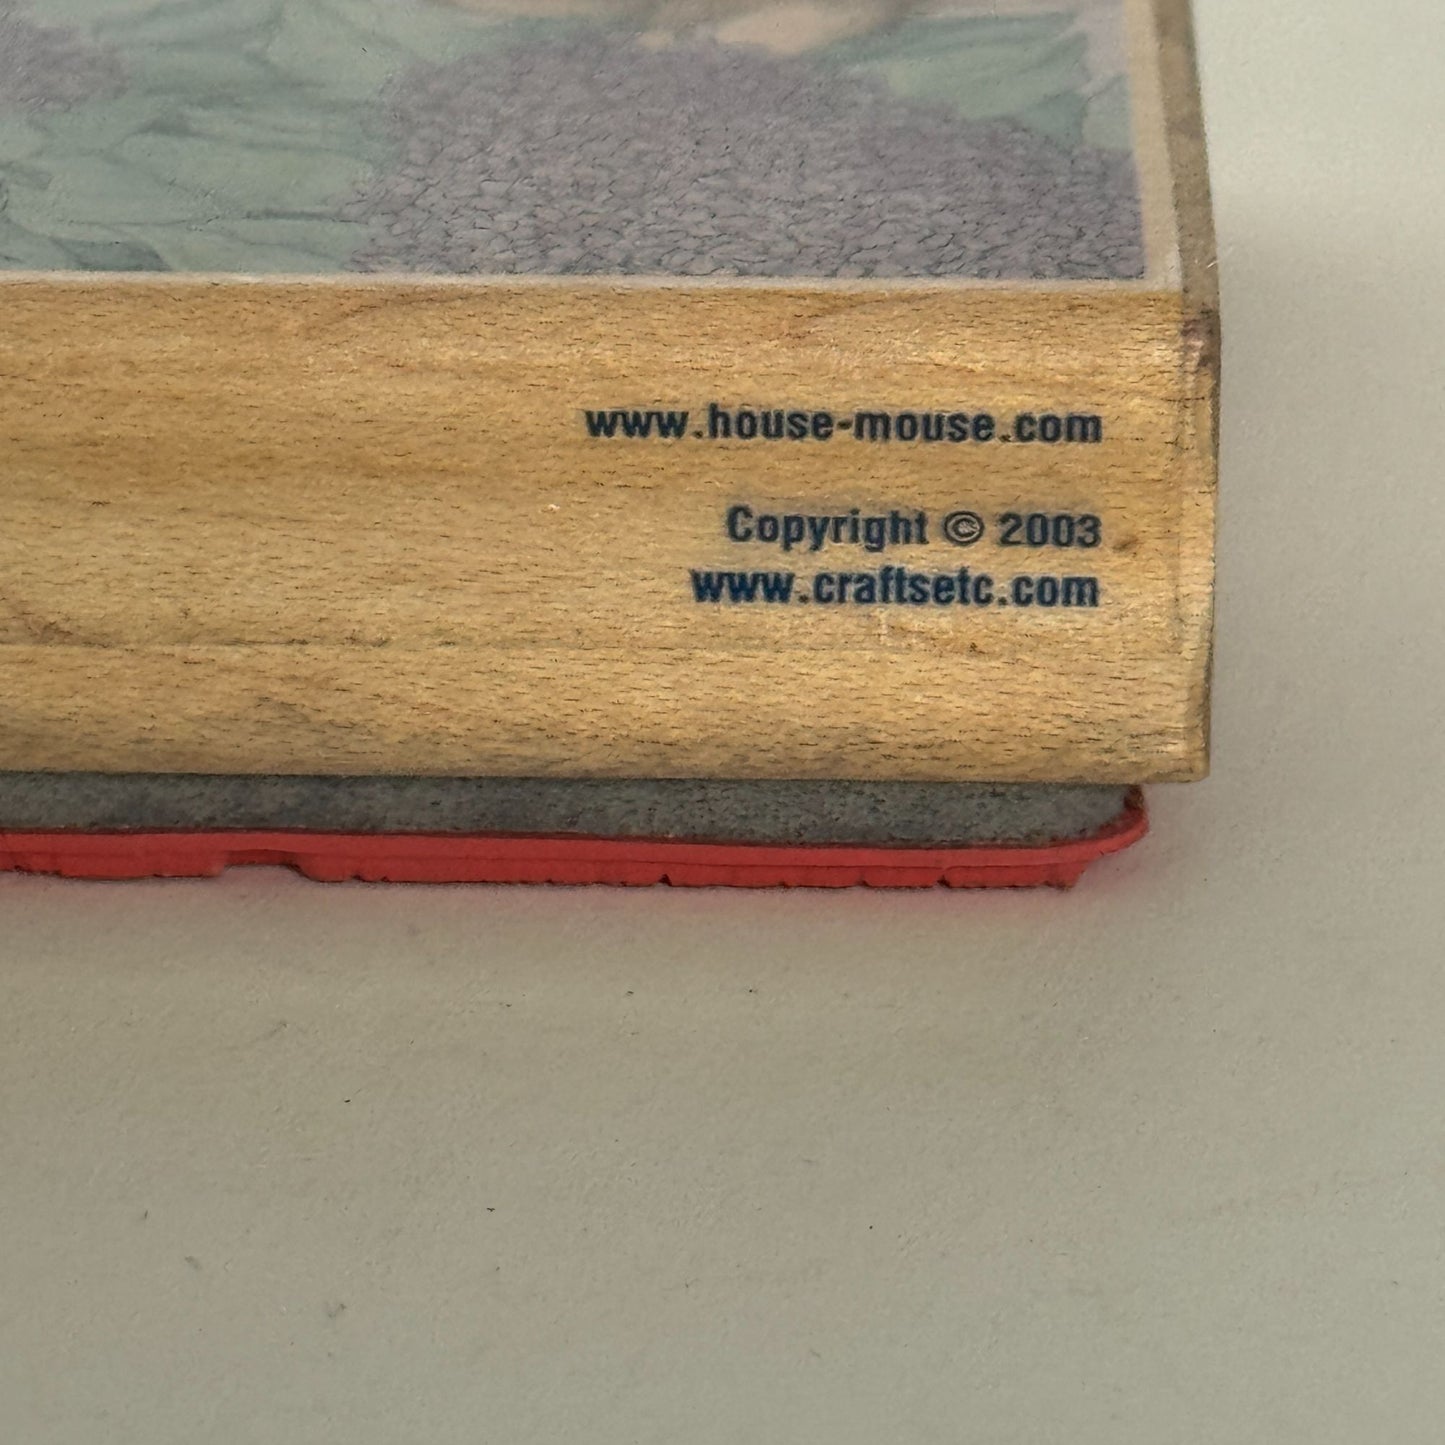 www.house-mouse.com
Copyright © 2003
www.craftsetc.com